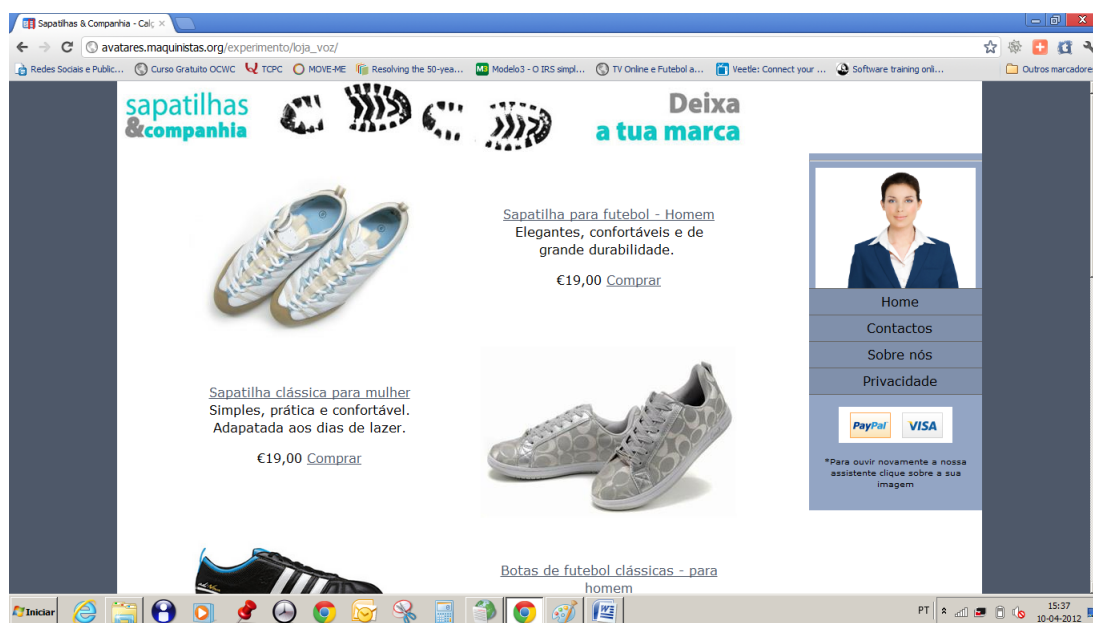 Sapatilhas & Companhia - Calç
avatares.maquinistas.org/experimento/loja_voz/
Redes Sociais e Public... Curso Gratuito OCWC TCPC MOVE-ME Resolving the 50-yea... M3 Modelo3 - O IRS simpl... TV Online e Futebol a... Veetle: Connect your ... Software training onli... Outros marcadores
sapatilhas
&companhia
Deixa
a tua marca
Sapatilha para futebol - Homem
Elegantes, confortáveis e de
grande durabilidade.
€19,00 Comprar
Sapatilha clássica para mulher
Simples, prática e confortável.
Adapatada aos dias de lazer.
€19,00 Comprar
Botas de futebol clássicas - para
homem
Home
Contactos
Sobre nós
Privacidade
PayPal VISA
*Para ouvir novamente a nossa
assistente clique sobre a sua
imagem
Iniciar
PT
15:37
10-04-2012